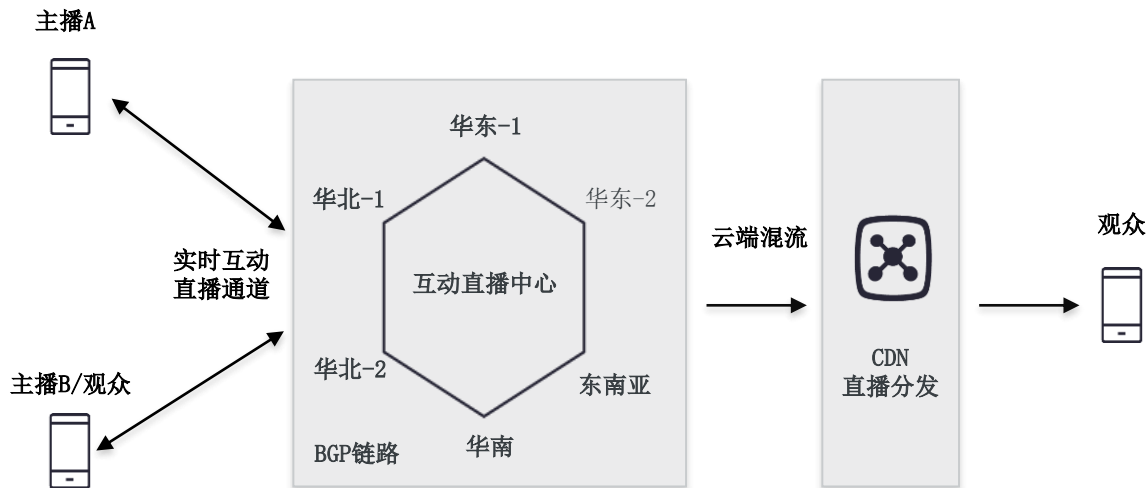 主播A
华东-1
华北-1
华东-2
观众
云端混流
实时互动
直播通道
互动直播中心
华北-2
CDN
直播分发
主播B/观众
东南亚
华南
BGP链路